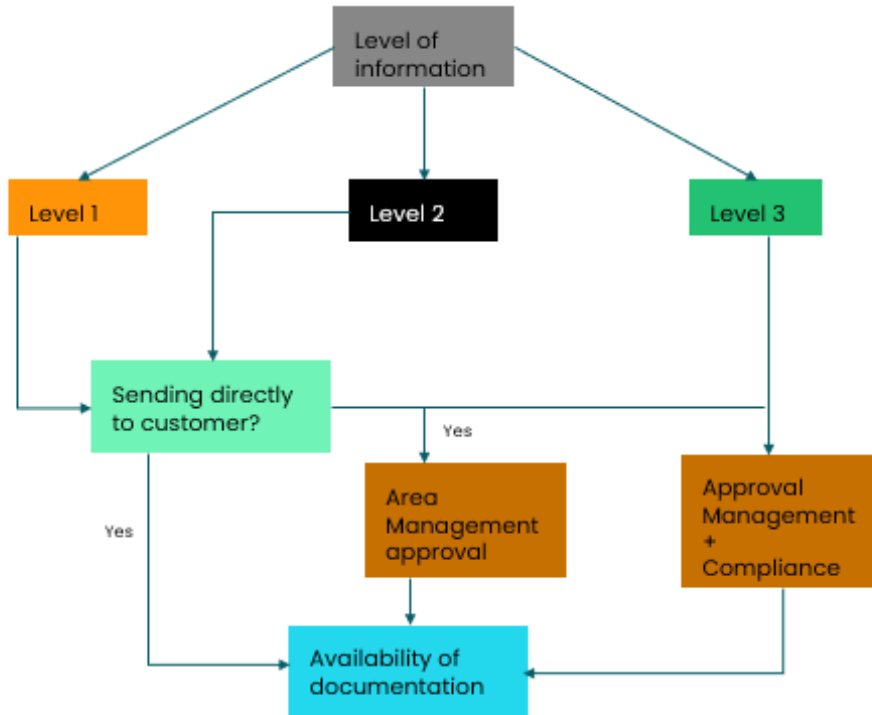 Level of
information
Level 1
Level 2
Level 3
Sending directly
to customer?
Yes
Yes
Area
Management
approval
Approval
Management
+
Compliance
Availability of
documentation